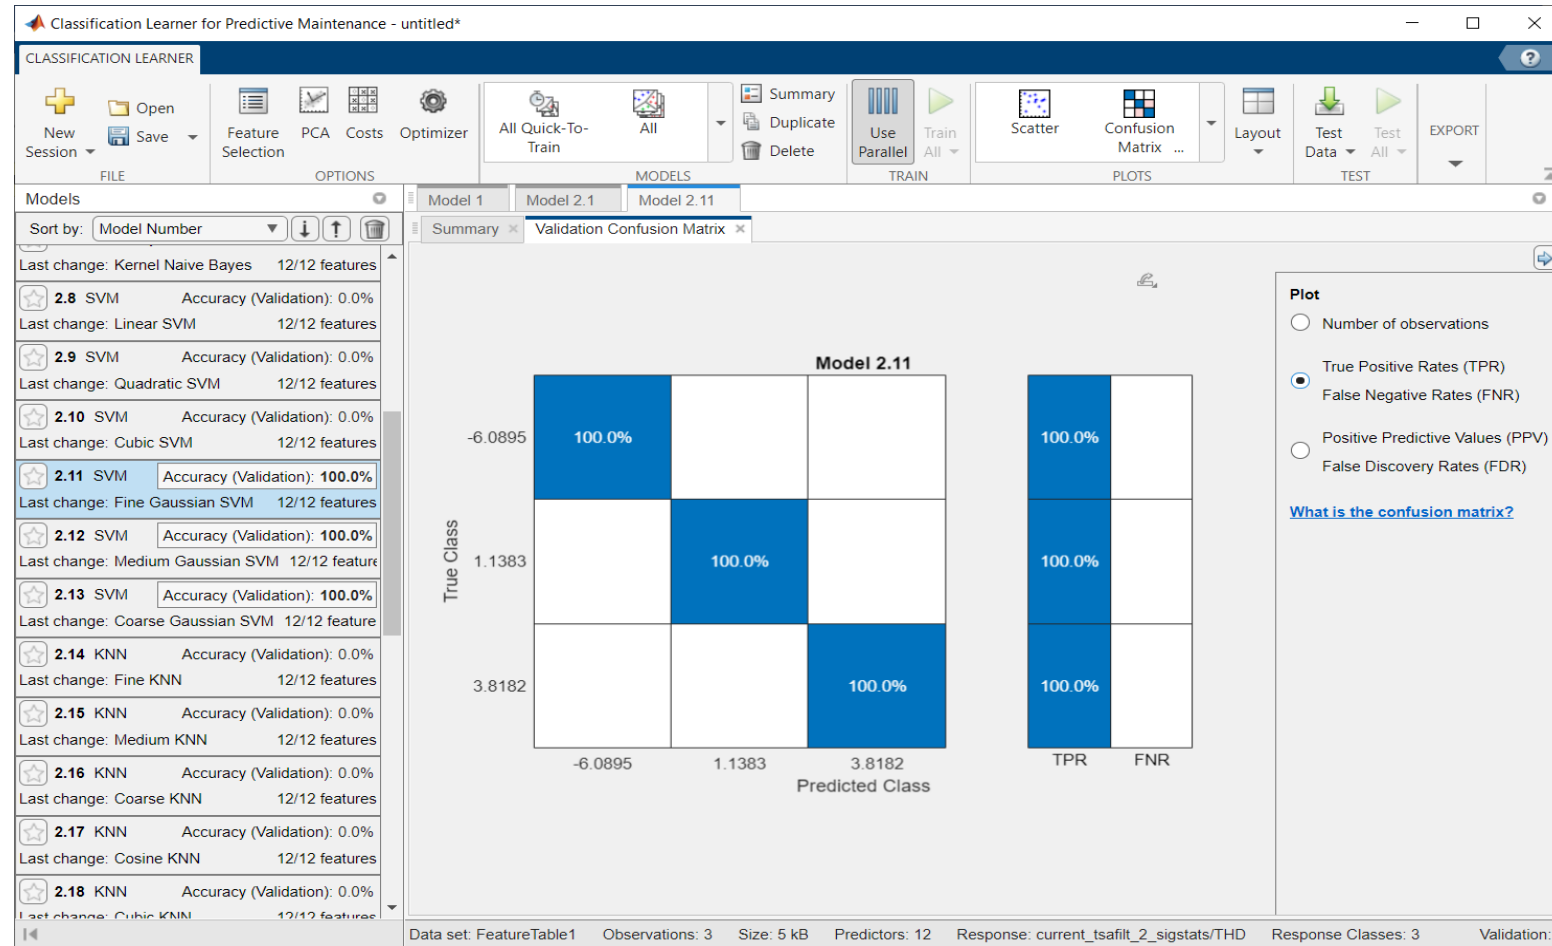 Classification Learner for Predictive Maintenance - untitled*
CLASSIFICATION LEARNER
?
New Session
Open
Save
FILE
Feature Selection
PCA
Costs
Optimizer
OPTIONS
All Quick-To-Train
All
Summary
Duplicate
Delete
MODELS
Use Parallel
Train All
TRAIN
Scatter
Confusion Matrix ...
PLOTS
Layout
Test Data
Test All
TEST
EXPORT
Models
Sort by: Model Number
Last change: Kernel Naive Bayes 12/12 features
2.8 SVM Accuracy (Validation): 0.0%
Last change: Linear SVM 12/12 features
2.9 SVM Accuracy (Validation): 0.0%
Last change: Quadratic SVM 12/12 features
2.10 SVM Accuracy (Validation): 0.0%
Last change: Cubic SVM 12/12 features
2.11 SVM Accuracy (Validation): 100.0%
Last change: Fine Gaussian SVM 12/12 features
2.12 SVM Accuracy (Validation): 100.0%
Last change: Medium Gaussian SVM 12/12 feature
2.13 SVM Accuracy (Validation): 100.0%
Last change: Coarse Gaussian SVM 12/12 feature
2.14 KNN Accuracy (Validation): 0.0%
Last change: Fine KNN 12/12 features
2.15 KNN Accuracy (Validation): 0.0%
Last change: Medium KNN 12/12 features
2.16 KNN Accuracy (Validation): 0.0%
Last change: Coarse KNN 12/12 features
2.17 KNN Accuracy (Validation): 0.0%
Last change: Cosine KNN 12/12 features
2.18 KNN Accuracy (Validation): 0.0%
Last change: Cubic KNN 12/12 features
Model 1 Model 2.1 Model 2.11
Summary Validation Confusion Matrix
Model 2.11
True Class
-6.0895 100.0% 100.0%
1.1383 100.0% 100.0%
3.8182 100.0% 100.0%
-6.0895 1.1383 3.8182 TPR FNR
Predicted Class
Plot
Number of observations
True Positive Rates (TPR)
False Negative Rates (FNR)
Positive Predictive Values (PPV)
False Discovery Rates (FDR)
What is the confusion matrix?
Data set: FeatureTable1 Observations: 3 Size: 5 kB Predictors: 12 Response: current_tsafilt_2_sigstats/THD Response Classes: 3 Validation: